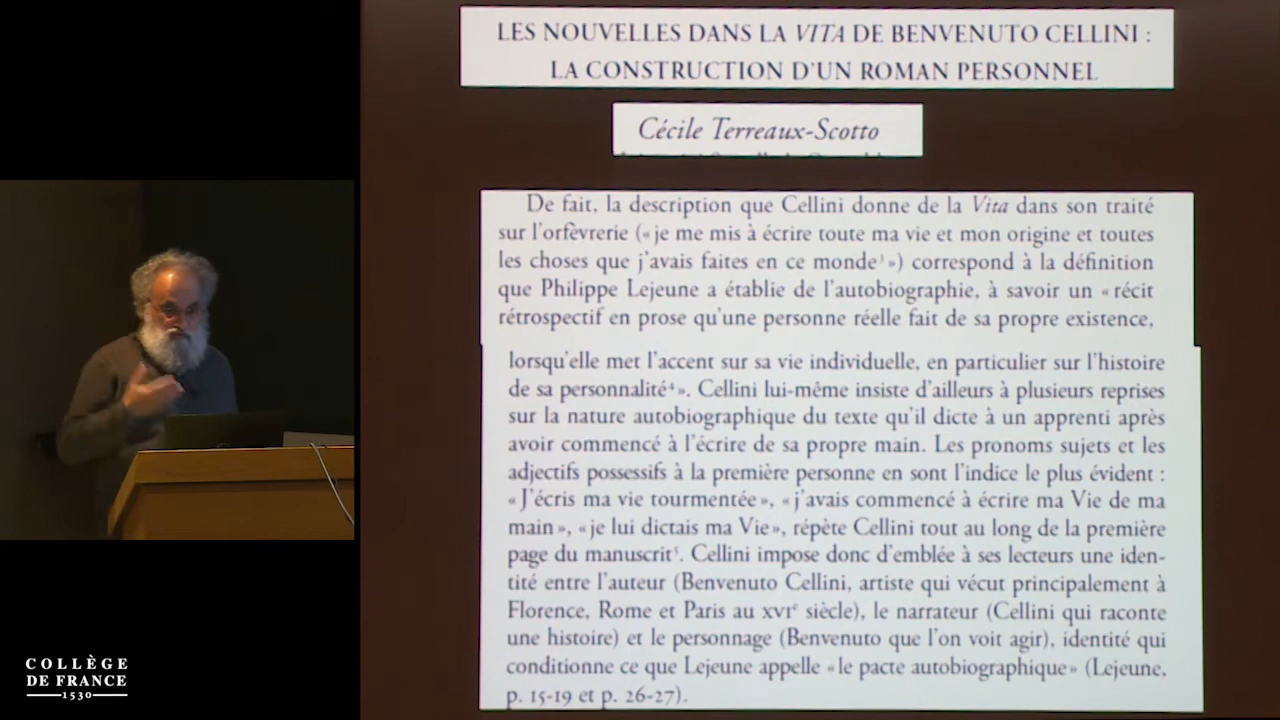 LES NOUVELLES DANS LA VITA DE BENVENUTO CELLINI :
LA CONSTRUCTION D'UN ROMAN PERSONNEL
Cécile Terreaux-Scotto
De fait, la description que Cellini donne de la Vita dans son traité
sur l'orfèvrerie (« je me mis à écrire toute ma vie et mon origine et toutes
les choses que j'avais faites en ce monde³ ») correspond à la définition
que Philippe Lejeune a établie de l'autobiographie, à savoir un « récit
rétrospectif en prose qu'une personne réelle fait de sa propre existence,
lorsqu'elle met l'accent sur sa vie individuelle, en particulier sur l'histoire
de sa personnalité⁴ ». Cellini lui-même insiste d'ailleurs à plusieurs reprises
sur la nature autobiographique du texte qu'il dicte à un apprenti après
avoir commencé à l'écrire de sa propre main. Les pronoms sujets et les
adjectifs possessifs à la première personne en sont l'indice le plus évident :
« J'écris ma vie tourmentée », « j'avais commencé à écrire ma Vie de ma
main », « je lui dictais ma Vie », répète Cellini tout au long de la première
page du manuscrit⁵. Cellini impose donc d'emblée à ses lecteurs une iden-
tité entre l'auteur (Benvenuto Cellini, artiste qui vécut principalement à
Florence, Rome et Paris au XVIᵉ siècle), le narrateur (Cellini qui raconte
une histoire) et le personnage (Benvenuto que l'on voit agir), identité qui
conditionne ce que Lejeune appelle « le pacte autobiographique » (Lejeune,
p. 15-19 et p. 26-27).
COLLÈGE
DE FRANCE
1530